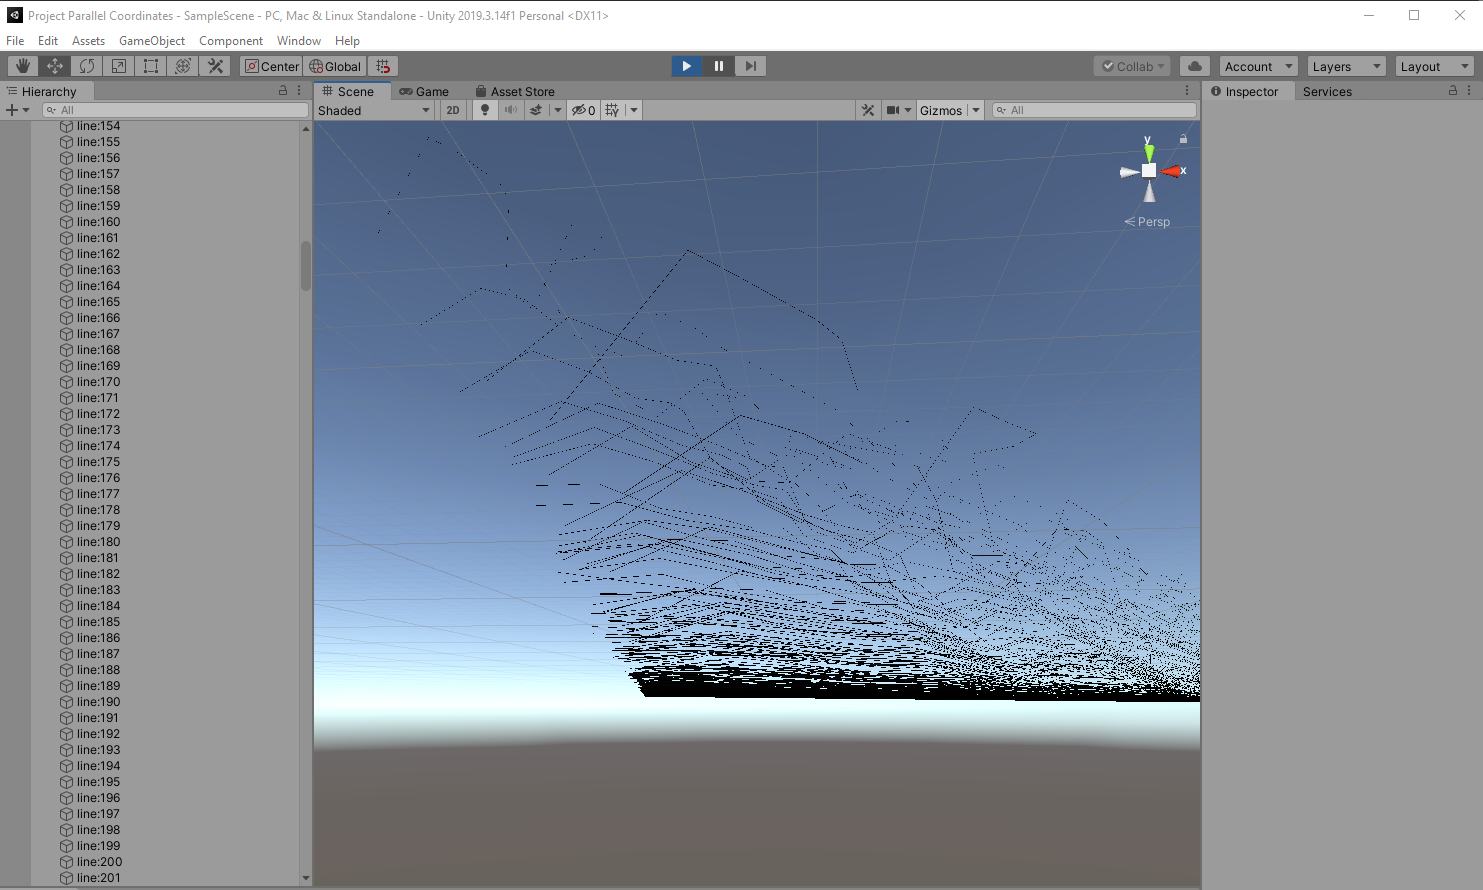 Project Parallel Coordinates - SampleScene - PC, Mac & Linux Standalone - Unity 2019.3.14f1 Personal <DX11>
File Edit Assets GameObject Component Window Help
Center Global Collab Account Layers Layout
Hierarchy
All
line:154
line:155
line:156
line:157
line:158
line:159
line:160
line:161
line:162
line:163
line:164
line:165
line:166
line:167
line:168
line:169
line:170
line:171
line:172
line:173
line:174
line:175
line:176
line:177
line:178
line:179
line:180
line:181
line:182
line:183
line:184
line:185
line:186
line:187
line:188
line:189
line:190
line:191
line:192
line:193
line:194
line:195
line:196
line:197
line:198
line:199
line:200
line:201
Scene Game Asset Store
Shaded 2D 0 Gizmos All
y
x
Persp
Inspector Services